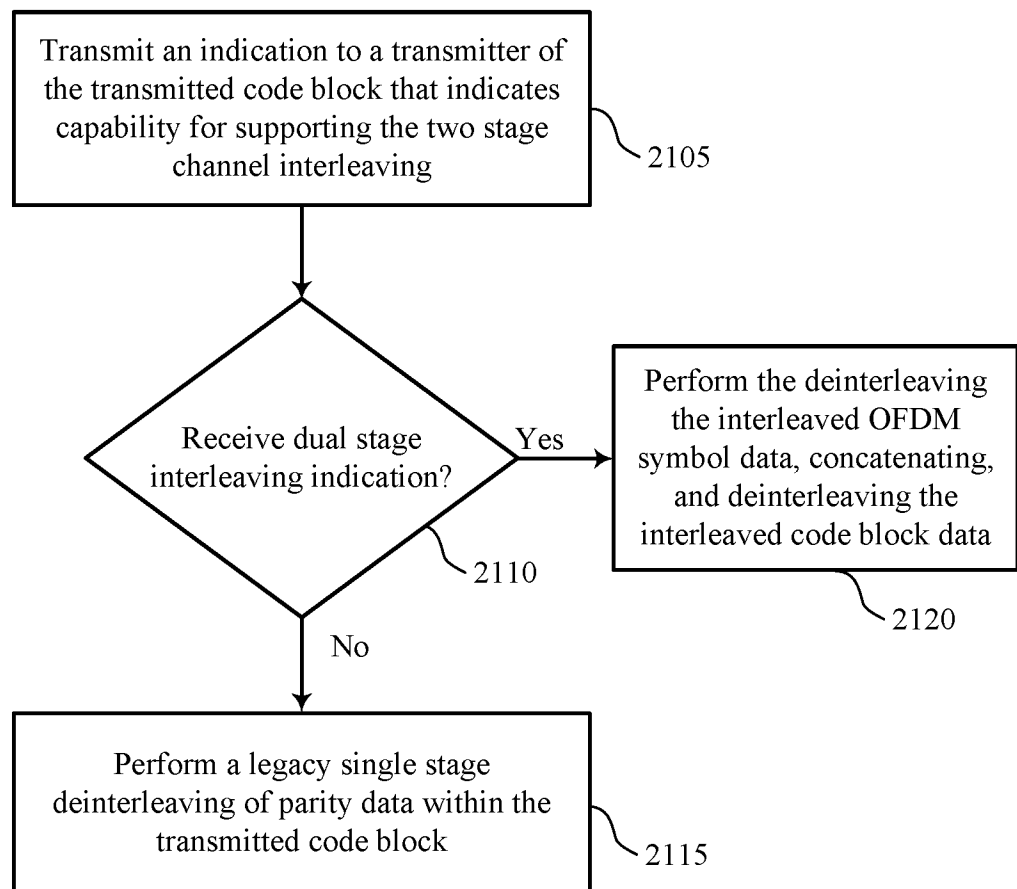 Transmit an indication to a transmitter of
the transmitted code block that indicates
capability for supporting the two stage
channel interleaving
2105
Receive dual stage
interleaving indication?
2110
Yes
Perform the deinterleaving
the interleaved OFDM
symbol data, concatenating,
and deinterleaving the
interleaved code block data
2120
No
Perform a legacy single stage
deinterleaving of parity data within the
transmitted code block
2115